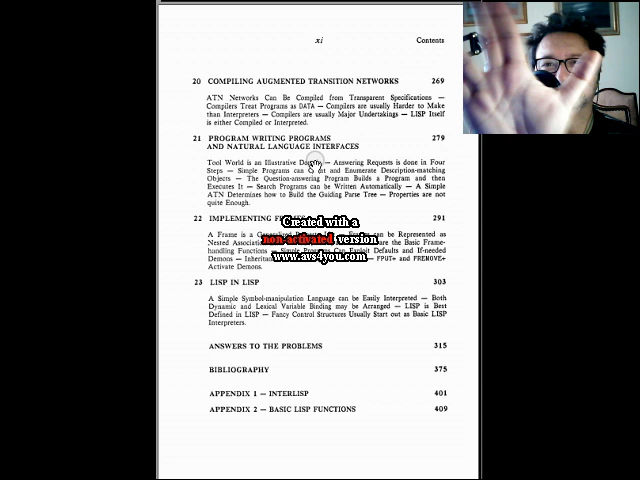 xi Contents
20 COMPILING AUGMENTED TRANSITION NETWORKS 269
ATN Networks Can Be Compiled from Transparent Specifications —
Compilers Treat Programs as DATA — Compilers are usually Harder to Make
than Interpreters — Compilers are usually Major Undertakings — LISP Itself
is either Compiled or Interpreted.
21 PROGRAM WRITING PROGRAMS 279
AND NATURAL LANGUAGE INTERFACES
Tool World is an Illustrative — Answering Requests is done in Four
Steps — Simple Programs can and Enumerate Description-matching
Objects — The Question-answering Program Builds a Program and then
Executes It — Search Programs can be Written Automatically — A Simple
ATN Determines how to Build the Guiding Parse Tree — Properties are not
quite Enough.
22 IMPLEMENTING 291
Created with a
A Frame is a can be Represented as
non-activated version
Nested are the Basic Frame-
handling Functions — Simple Programs Can Exploit Defaults and If-needed
www.avs4you.com
Demons — — FPUT+ and FREMOVE+
Activate Demons.
23 LISP IN LISP 303
A Simple Symbol-manipulation Language can be Easily Interpreted — Both
Dynamic and Lexical Variable Binding may be Arranged — LISP is Best
Defined in LISP — Fancy Control Structures Usually Start out as Basic LISP
Interpreters.
ANSWERS TO THE PROBLEMS 315
BIBLIOGRAPHY 375
APPENDIX 1 — INTERLISP 401
APPENDIX 2 — BASIC LISP FUNCTIONS 409